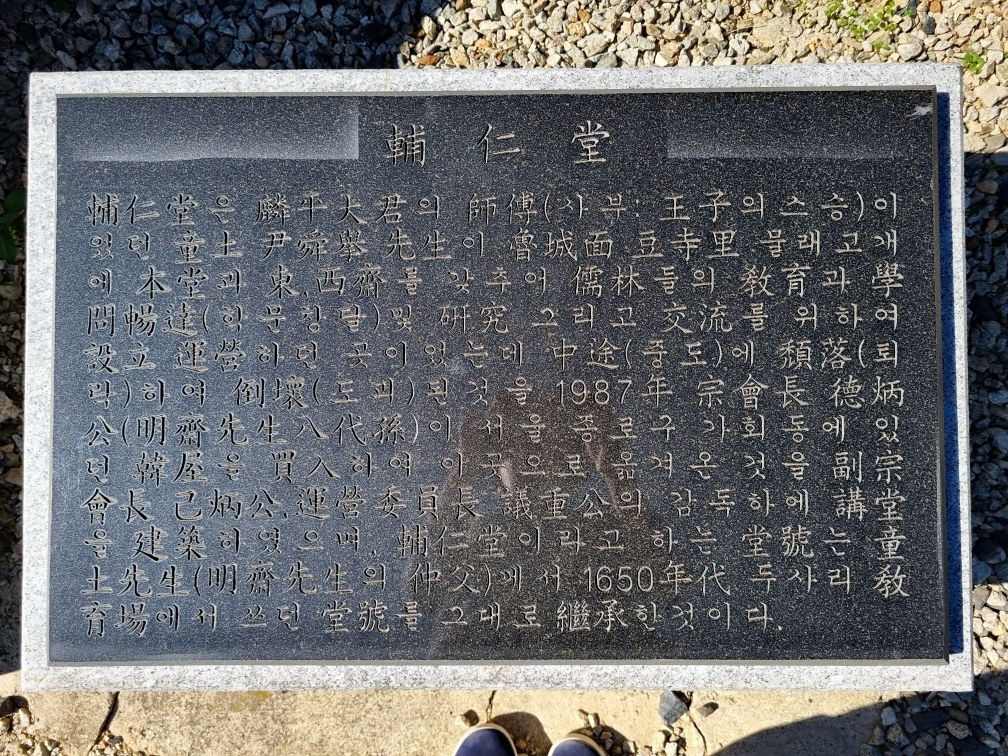 輔仁堂
輔仁堂은 麟平大君의 師傅(사부: 王子의 스승)이
었던 童土 尹舜擧 先生이 魯城面 豆寺里 물래고개
에 本堂과 東,西齋를 갖추어 儒林들의 敎育과 學
問暢達(학문창달)및 硏究 그리고 交流를 위하여
設立 運營하던 곳이었는데 中途(중도)에 頹落(퇴
락)하여 倒壞(도괴)된것을 1987年 宗會長 德炳
公(明齋先生八代孫)이 서울 종로구 가회동에 있
던 韓屋을 買入하여 이곳으로 옮겨온 것을 副宗
會長 己炳公,運營委員長 議重公의 감독하에 講堂
을 建築하였으며, 輔仁堂이라고 하는 堂號는 童
土先生(明齋先生의 仲父)께서 1650年代 두사리 敎
育場에서 쓰던 堂號를 그대로 繼承한것이다.